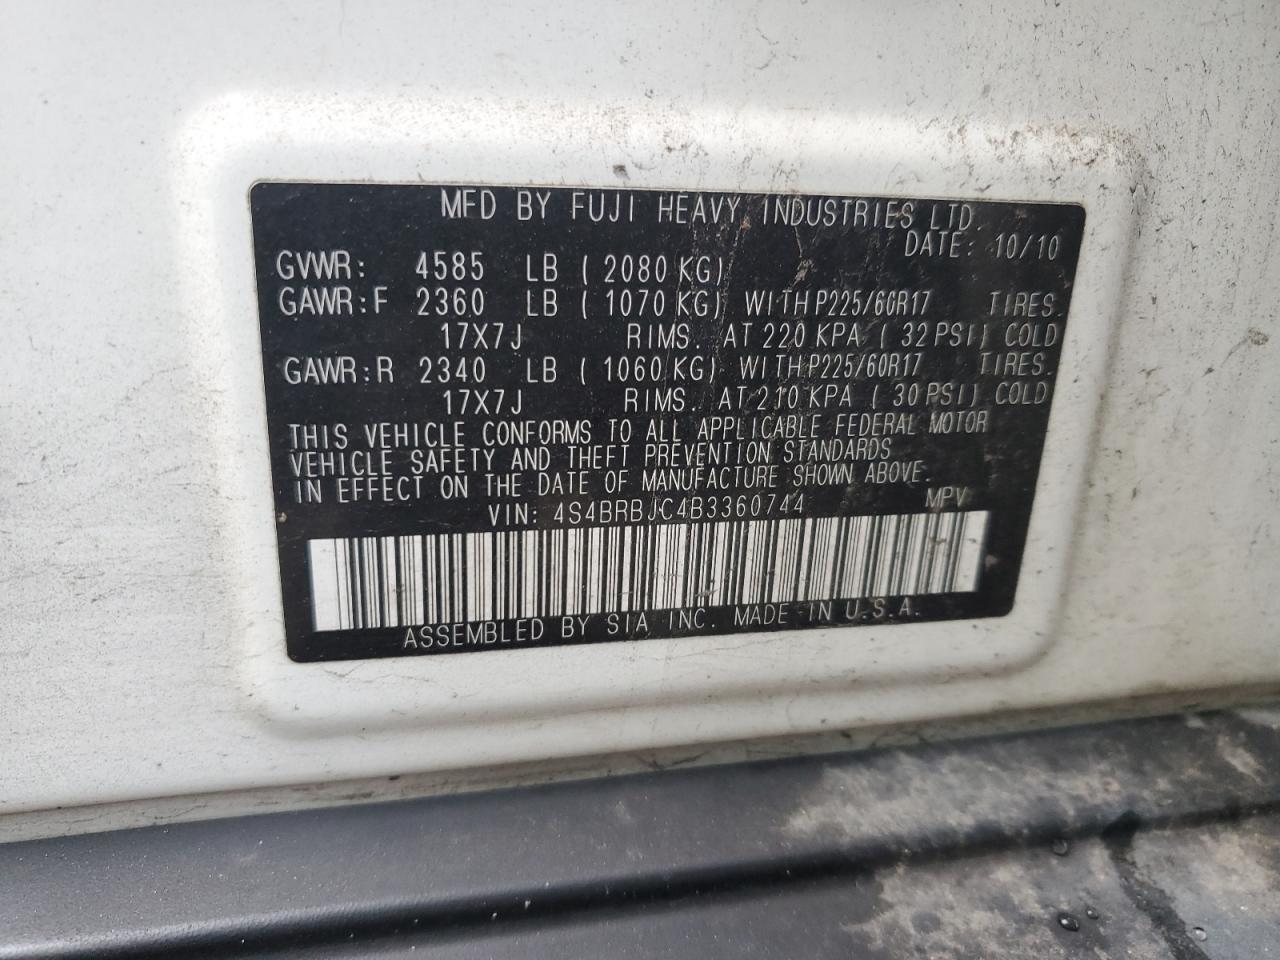 MFD BY FUJI HEAVY INDUSTRIES LTD.
DATE: 10/10
GVWR: 4585 LB ( 2080 KG)
GAWR:F 2360 LB ( 1070 KG) WITH P225/60R17 TIRES.
17X7J RIMS. AT 220 KPA ( 32 PSI) COLD
GAWR:R 2340 LB ( 1060 KG) WITH P225/60R17 TIRES.
17X7J RIMS. AT 210 KPA ( 30 PSI) COLD
THIS VEHICLE CONFORMS TO ALL APPLICABLE FEDERAL MOTOR
VEHICLE SAFETY AND THEFT PREVENTION STANDARDS
IN EFFECT ON THE DATE OF MANUFACTURE SHOWN ABOVE.
VIN: 4S4BRBJC4B3360744 MPV
ASSEMBLED BY SIA INC. MADE IN U.S.A.